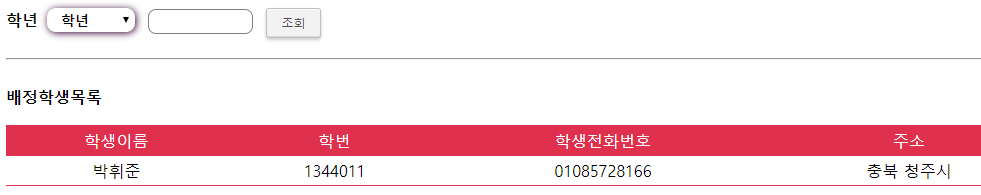 학년 학년 조회
배정학생목록
학생이름 학번 학생전화번호 주소
박휘준 1344011 01085728166 충북 청주시